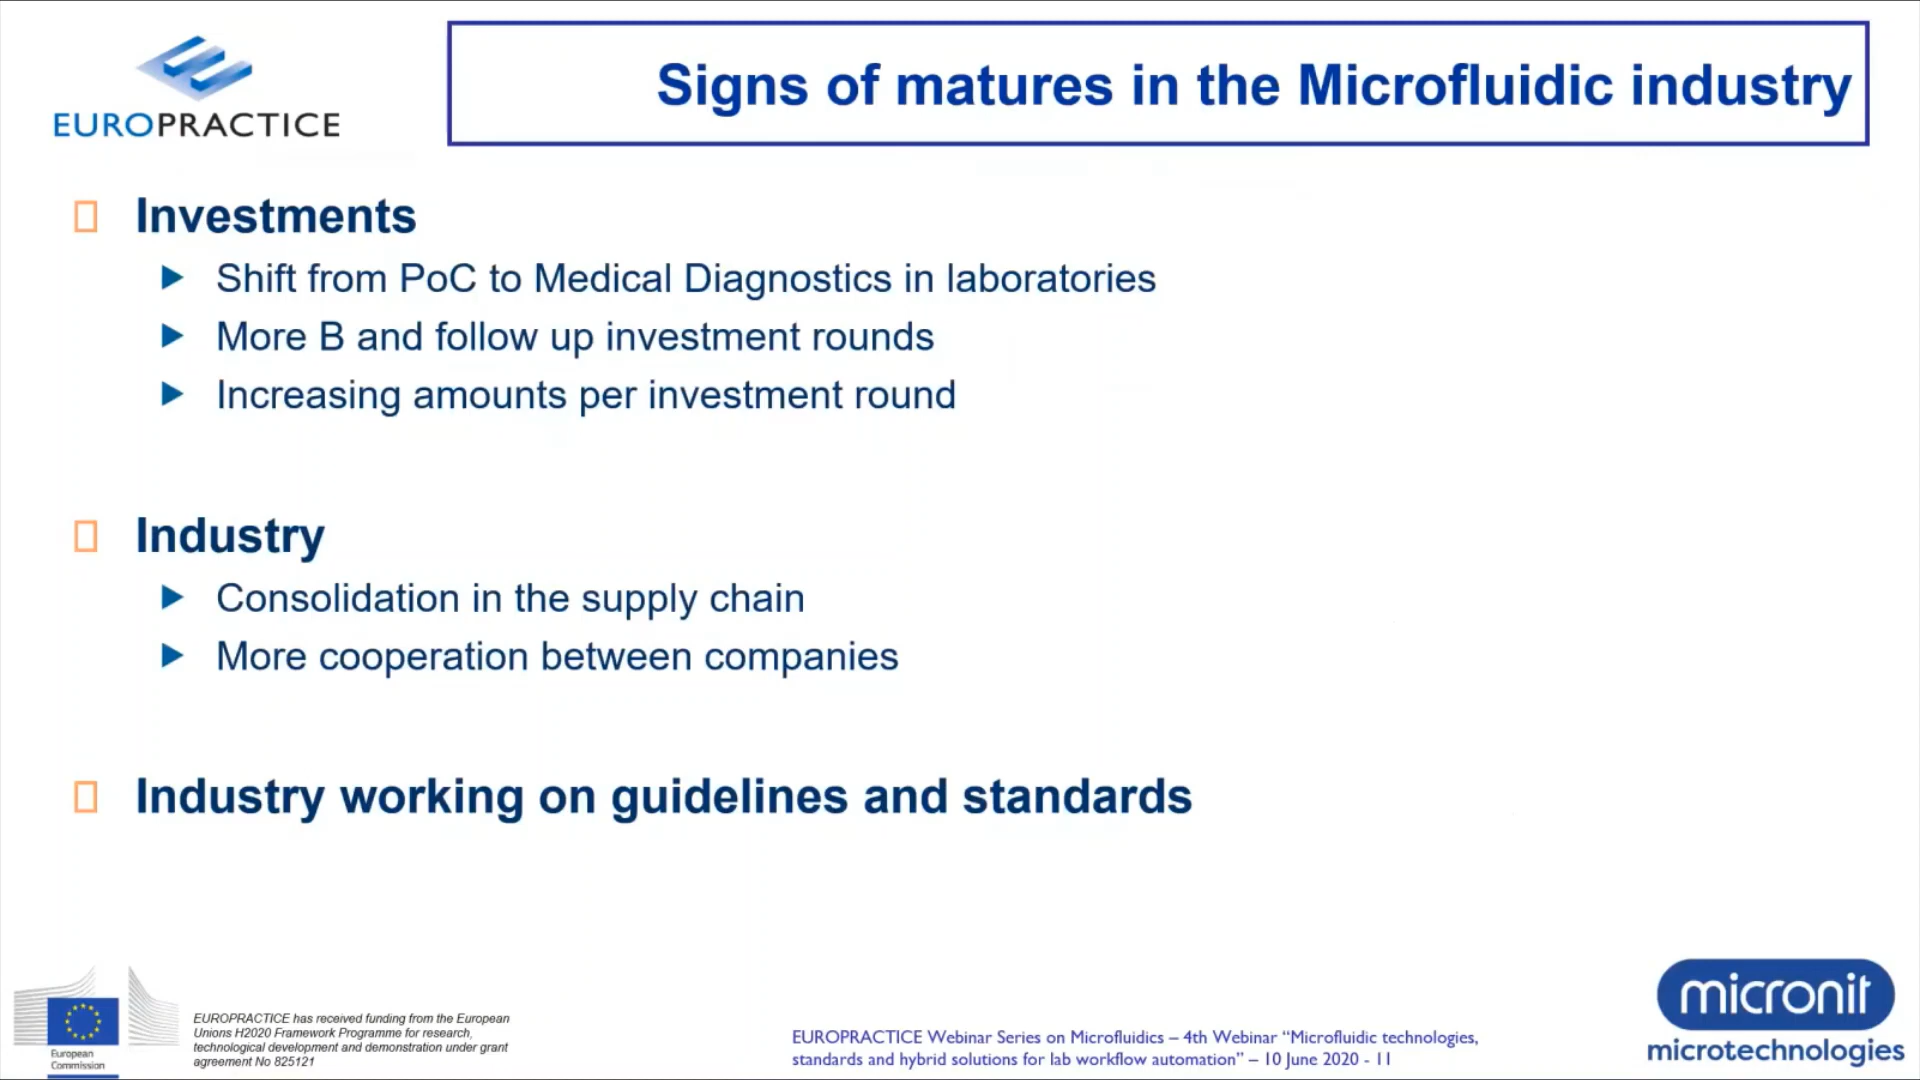 EUROPRACTICE
Signs of matures in the Microfluidic industry
Investments
Shift from PoC to Medical Diagnostics in laboratories
More B and follow up investment rounds
Increasing amounts per investment round
Industry
Consolidation in the supply chain
More cooperation between companies
Industry working on guidelines and standards
European
Commission
EUROPRACTICE has received funding from the European
Unions H2020 Framework Programme for research,
technological development and demonstration under grant
agreement No 825121
EUROPRACTICE Webinar Series on Microfluidics – 4th Webinar “Microfluidic technologies,
standards and hybrid solutions for lab workflow automation” – 10 June 2020 - 11
micronit
microtechnologies